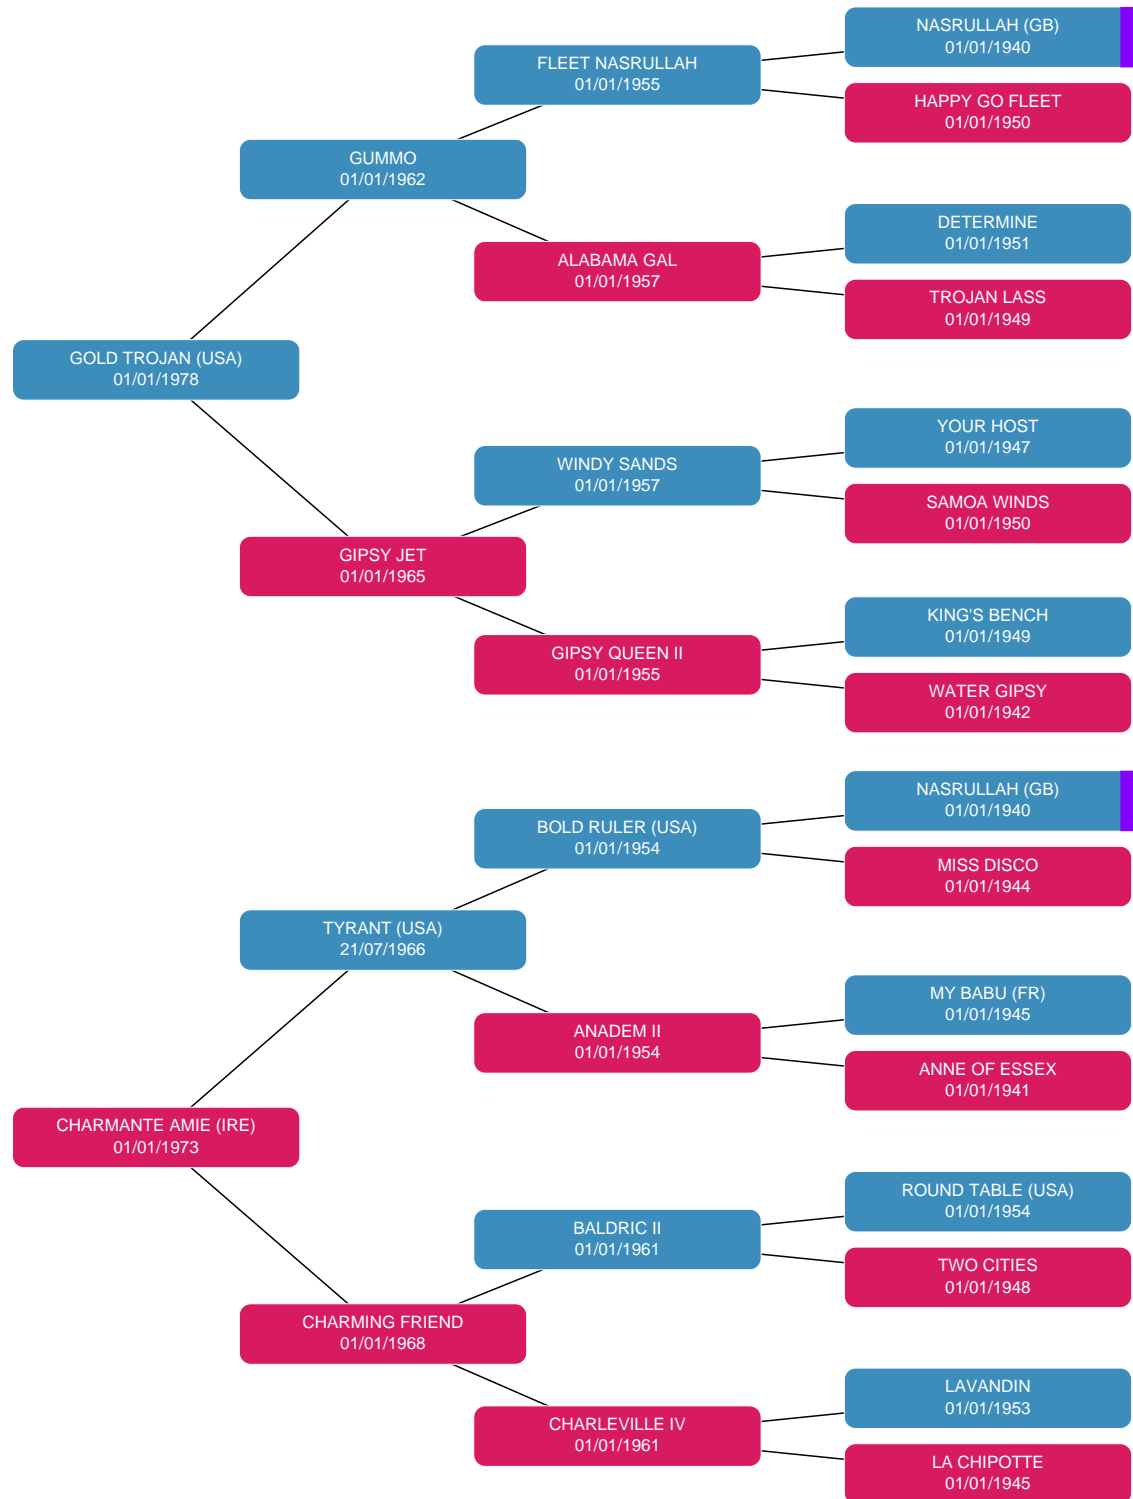 NASRULLAH (GB)
01/01/1940
FLEET NASRULLAH
01/01/1955
HAPPY GO FLEET
01/01/1950
GUMMO
01/01/1962
DETERMINE
01/01/1951
ALABAMA GAL
01/01/1957
TROJAN LASS
01/01/1949
GOLD TROJAN (USA)
01/01/1978
YOUR HOST
01/01/1947
WINDY SANDS
01/01/1957
SAMOA WINDS
01/01/1950
GIPSY JET
01/01/1965
KING'S BENCH
01/01/1949
GIPSY QUEEN II
01/01/1955
WATER GIPSY
01/01/1942
NASRULLAH (GB)
01/01/1940
BOLD RULER (USA)
01/01/1954
MISS DISCO
01/01/1944
TYRANT (USA)
21/07/1966
MY BABU (FR)
01/01/1945
ANADEM II
01/01/1954
ANNE OF ESSEX
01/01/1941
CHARMANTE AMIE (IRE)
01/01/1973
ROUND TABLE (USA)
01/01/1954
BALDRIC II
01/01/1961
TWO CITIES
01/01/1948
CHARMING FRIEND
01/01/1968
LAVANDIN
01/01/1953
CHARLEVILLE IV
01/01/1961
LA CHIPOTTE
01/01/1945